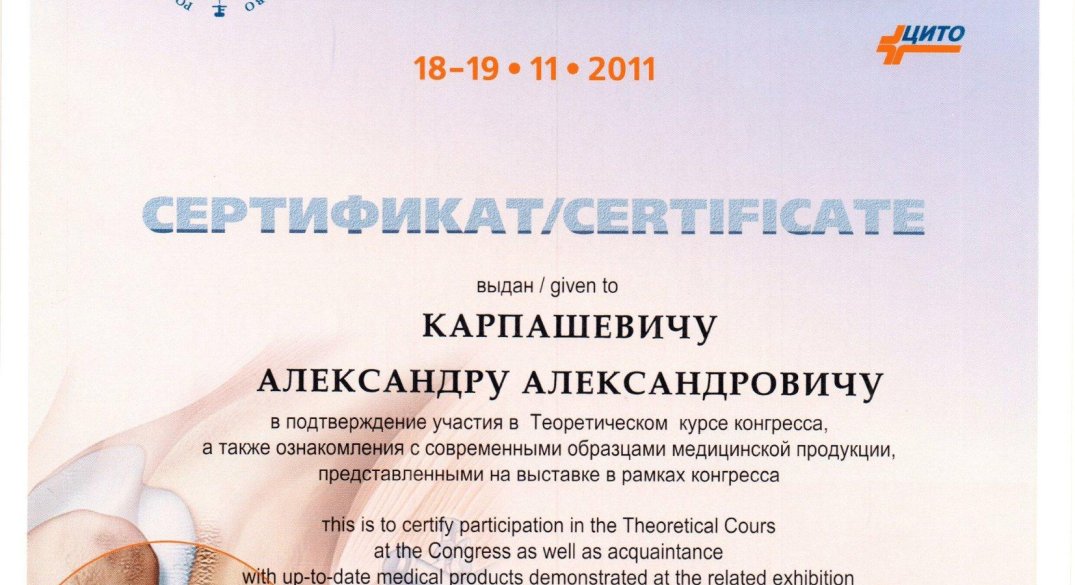 ЦИТО
18–19 • 11 • 2011
СЕРТИФИКАТ/CERTIFICATE
выдан / given to
КАРПАШЕВИЧУ
АЛЕКСАНДРУ АЛЕКСАНДРОВИЧУ
в подтверждение участия в Теоретическом курсе конгресса,
а также ознакомления с современными образцами медицинской продукции,
представленными на выставке в рамках конгресса
This is to certify participation in the Theoretical Cours
at the Congress as well as acquaintance
with up-to-date medical products demonstrated at the related exhibition